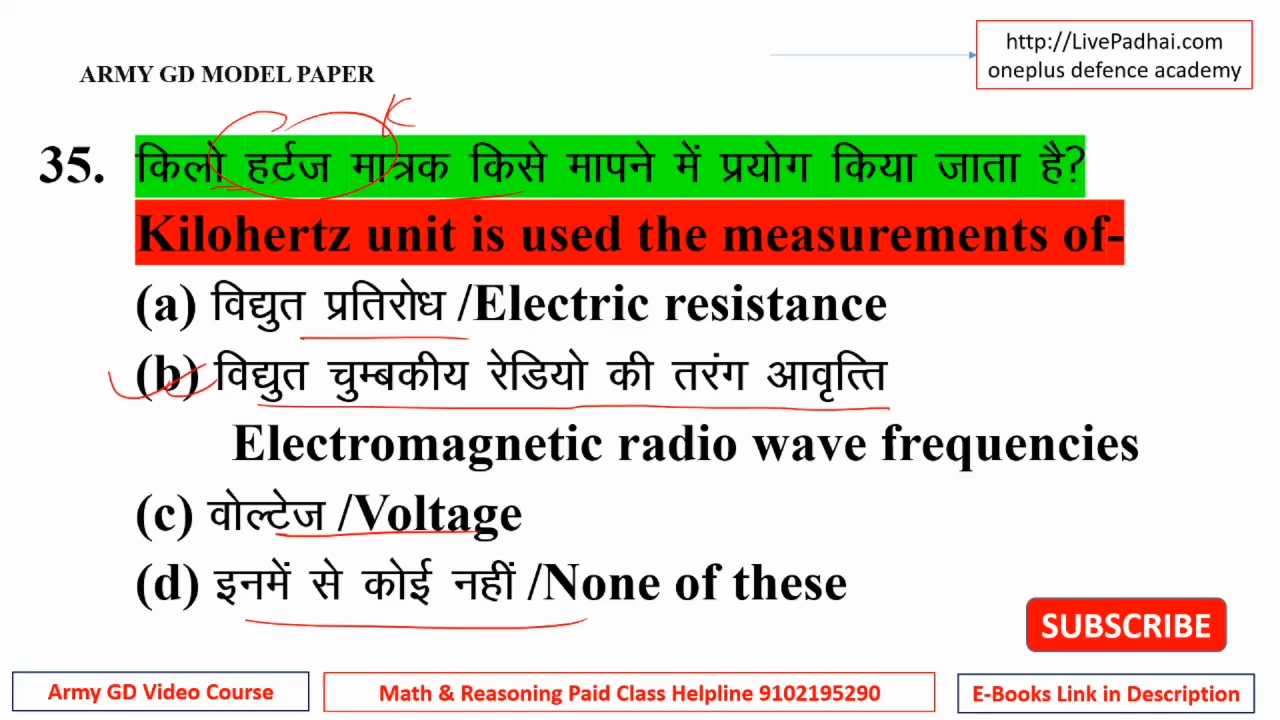 http://LivePadhai.com
oneplus defence academy
ARMY GD MODEL PAPER
35. किलो हर्टज मात्रक किसे मापने में प्रयोग किया जाता है?
Kilohertz unit is used the measurements of-
(a) विद्युत प्रतिरोध /Electric resistance
(b) विद्युत चुम्बकीय रेडियो की तरंग आवृत्ति
Electromagnetic radio wave frequencies
(c) वोल्टेज /Voltage
(d) इनमें से कोई नहीं /None of these
SUBSCRIBE
Army GD Video Course
Math & Reasoning Paid Class Helpline 9102195290
E-Books Link in Description